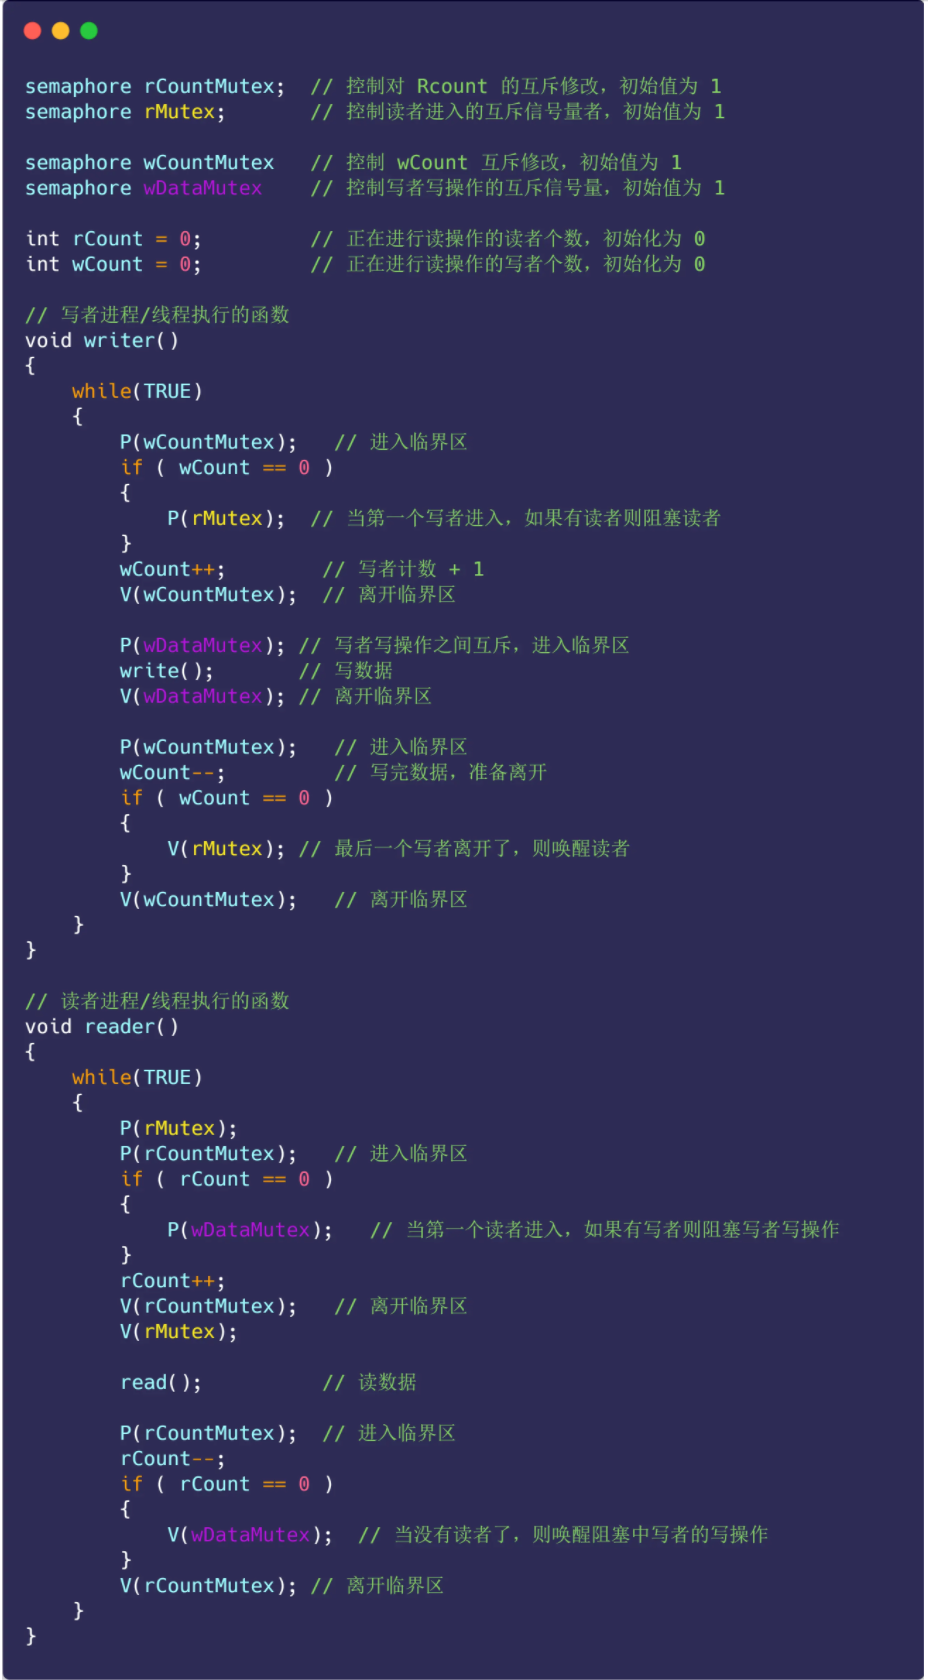 semaphore rCountMutex;  // 控制对 Rcount 的互斥修改，初始值为 1
semaphore rMutex;       // 控制读者进入的互斥信号量者，初始值为 1
semaphore wCountMutex   // 控制 wCount 互斥修改，初始值为 1
semaphore wDataMutex    // 控制写者写操作的互斥信号量，初始值为 1
int rCount = 0;         // 正在进行读操作的读者个数，初始化为 0
int wCount = 0;         // 正在进行读操作的写者个数，初始化为 0
// 写者进程/线程执行的函数
void writer()
{
    while(TRUE)
    {
        P(wCountMutex);   // 进入临界区
        if ( wCount == 0 )
        {
            P(rMutex);  // 当第一个写者进入，如果有读者则阻塞读者
        }
        wCount++;        // 写者计数 + 1
        V(wCountMutex);  // 离开临界区
        P(wDataMutex); // 写者写操作之间互斥，进入临界区
        write();       // 写数据
        V(wDataMutex); // 离开临界区
        P(wCountMutex);   // 进入临界区
        wCount--;         // 写完数据，准备离开
        if ( wCount == 0 )
        {
            V(rMutex); // 最后一个写者离开了，则唤醒读者
        }
        V(wCountMutex);   // 离开临界区
    }
}
// 读者进程/线程执行的函数
void reader()
{
    while(TRUE)
    {
        P(rMutex);
        P(rCountMutex);   // 进入临界区
        if ( rCount == 0 )
        {
            P(wDataMutex);   // 当第一个读者进入，如果有写者则阻塞写者写操作
        }
        rCount++;
        V(rCountMutex);   // 离开临界区
        V(rMutex);
        read();          // 读数据
        P(rCountMutex);  // 进入临界区
        rCount--;
        if ( rCount == 0 )
        {
            V(wDataMutex);  // 当没有读者了，则唤醒阻塞中写者的写操作
        }
        V(rCountMutex); // 离开临界区
    }
}